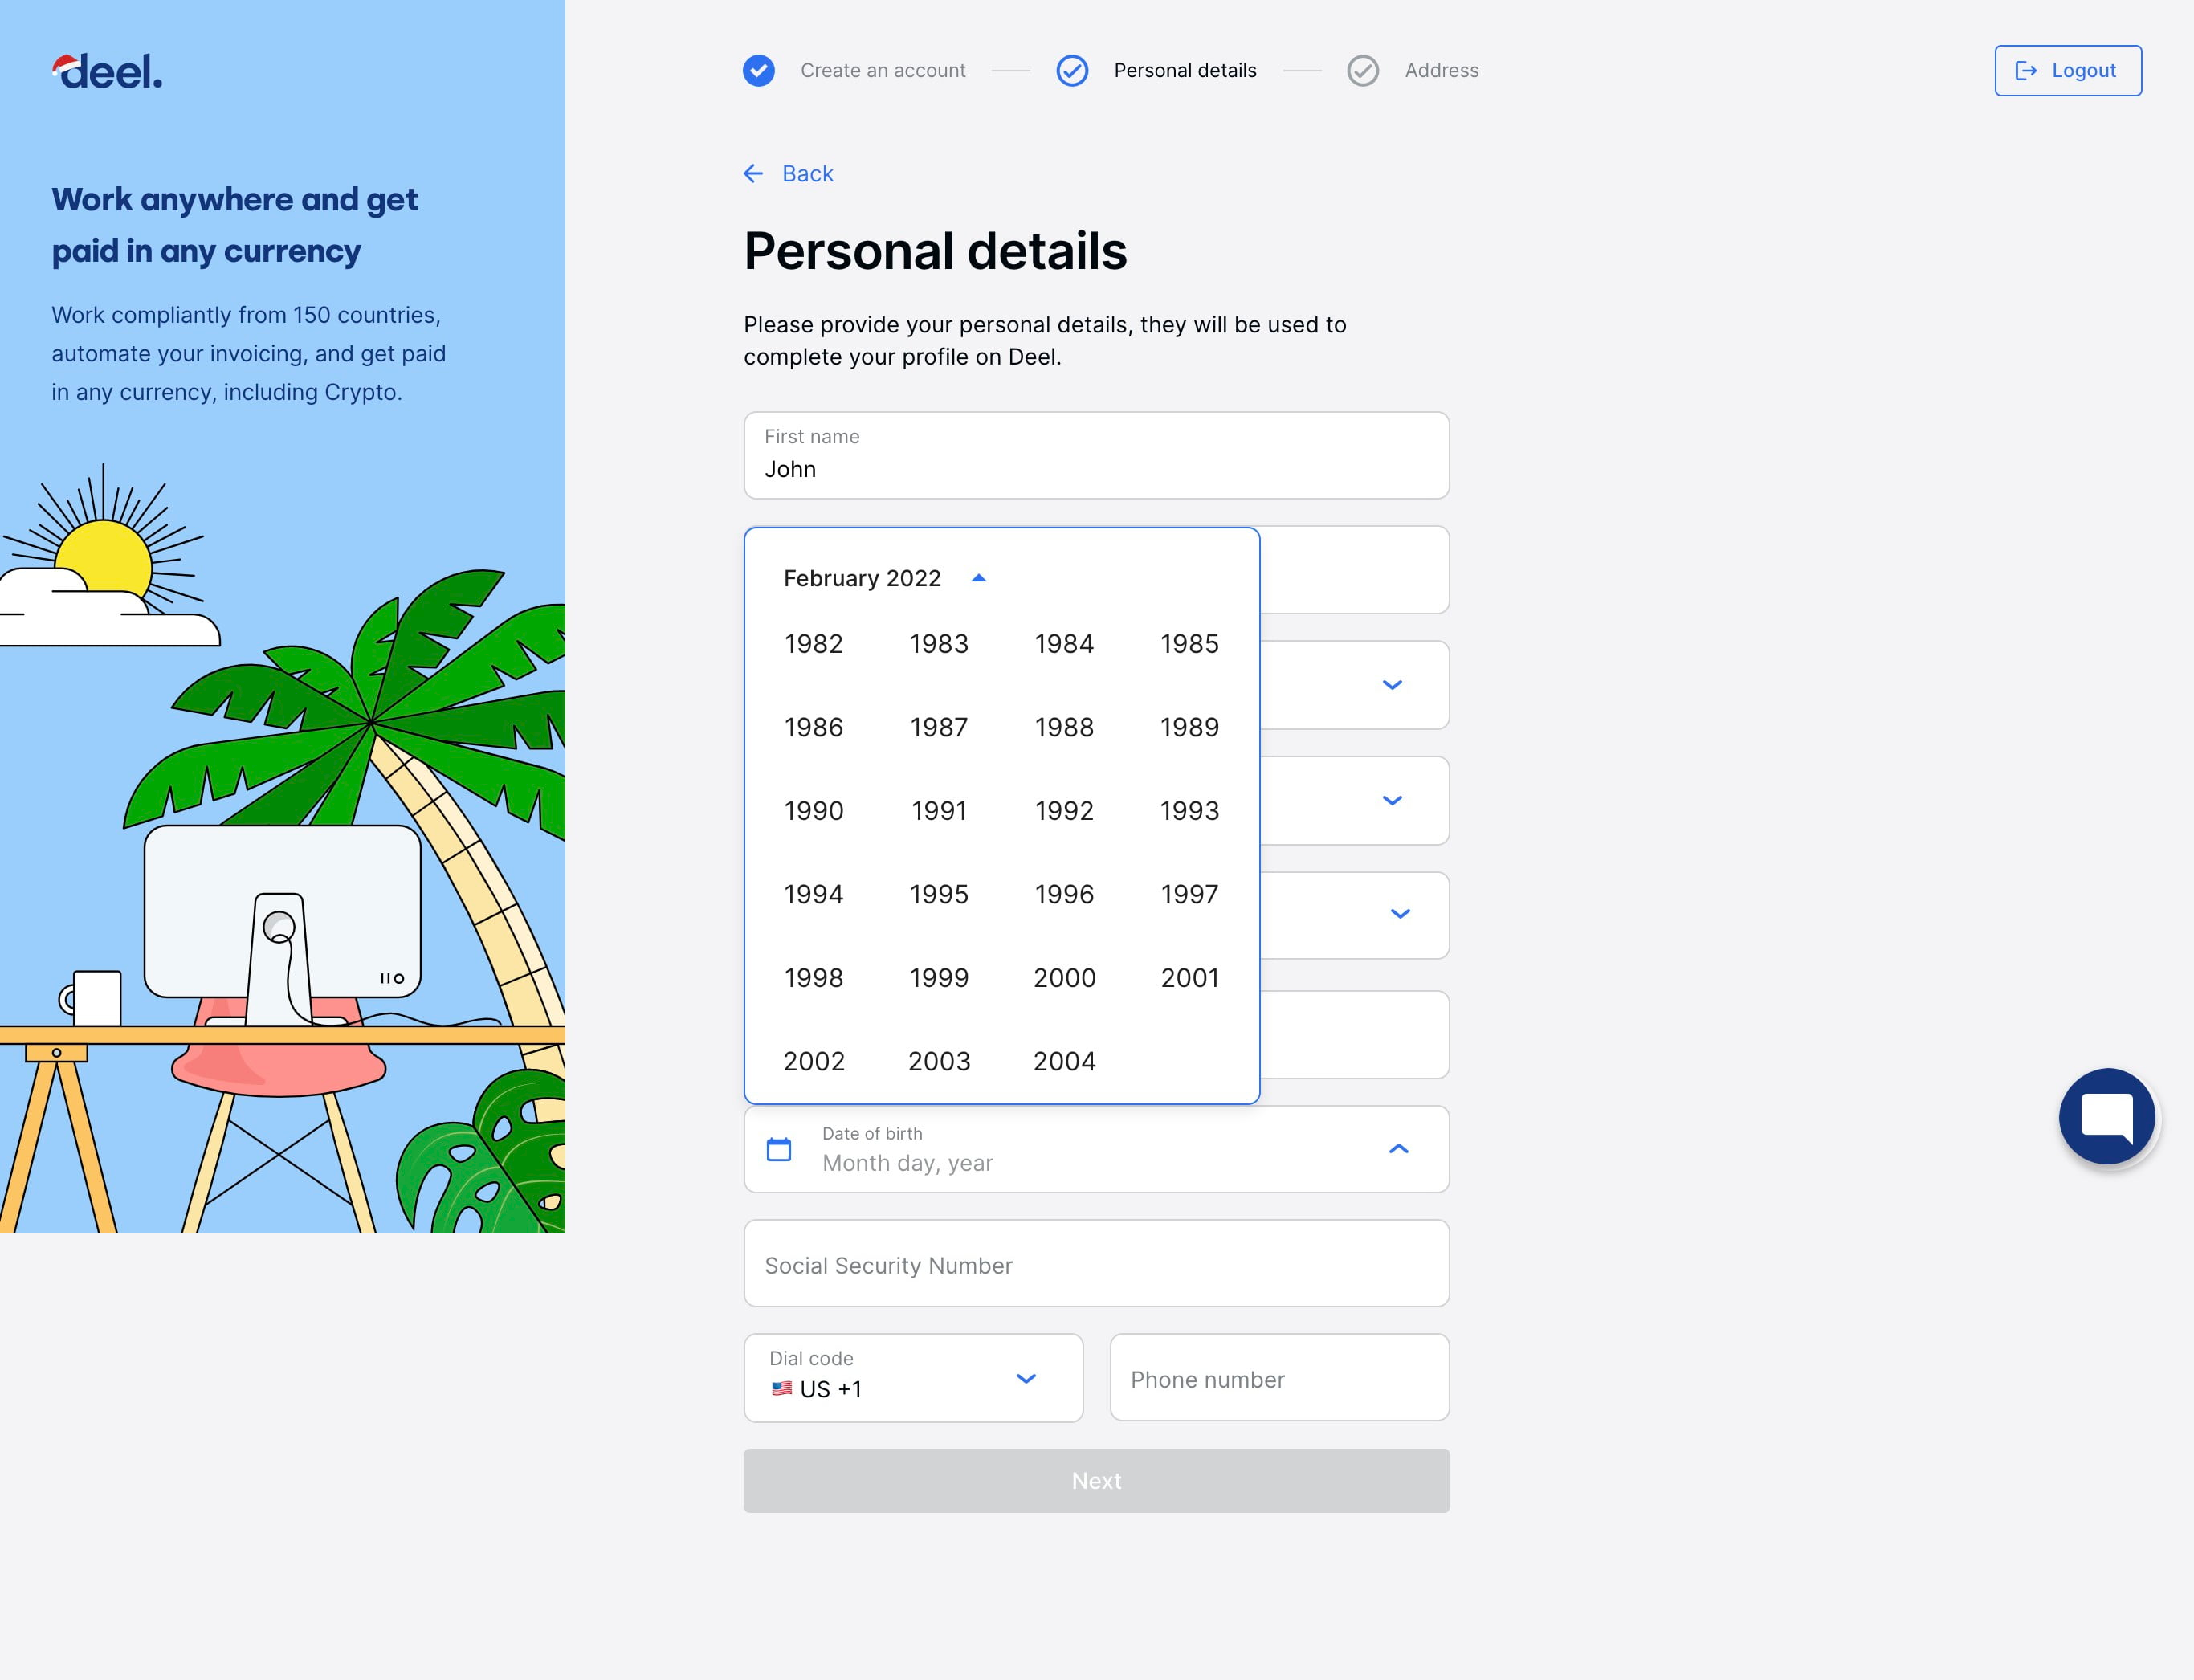 deel.
Work anywhere and get
paid in any currency
Work compliantly from 150 countries,
automate your invoicing, and get paid
in any currency, including Crypto.
Create an account
Personal details
Address
Logout
Back
Personal details
Please provide your personal details, they will be used to
complete your profile on Deel.
First name
John
February 2022
1982 1983 1984 1985
1986 1987 1988 1989
1990 1991 1992 1993
1994 1995 1996 1997
1998 1999 2000 2001
2002 2003 2004
Date of birth
Month day, year
Social Security Number
Dial code
US +1
Phone number
Next